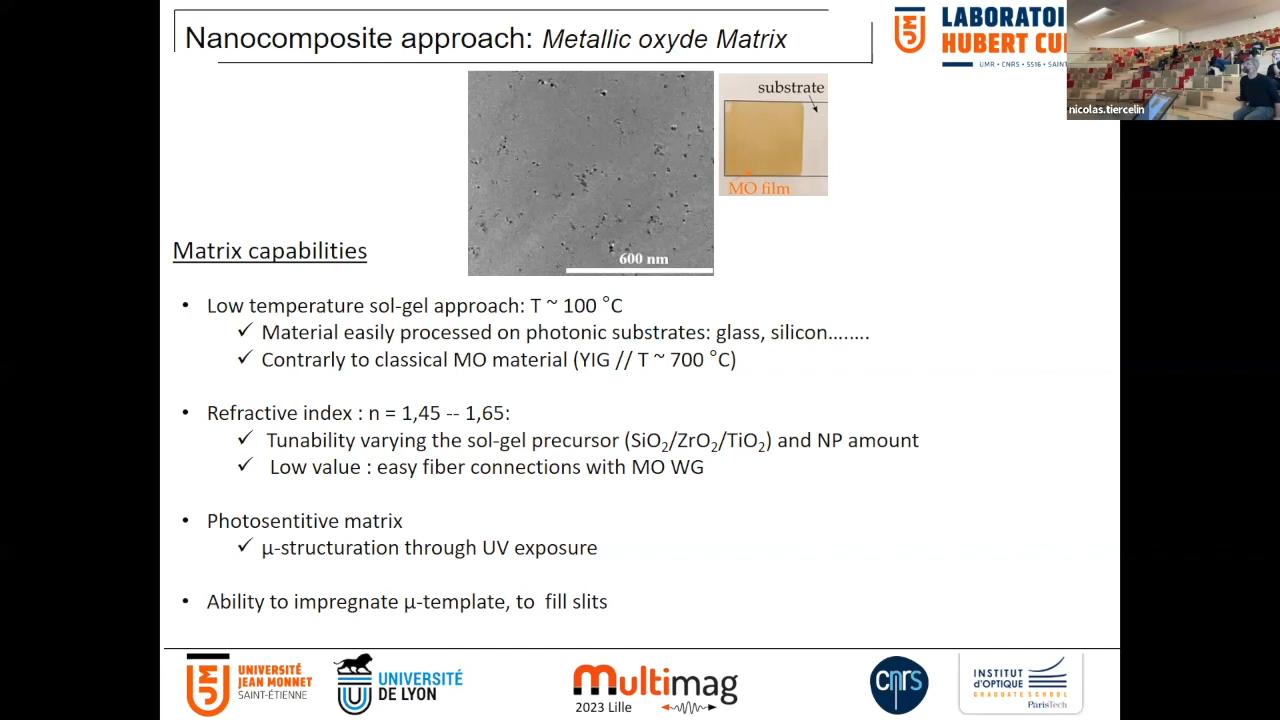 Nanocomposite approach: Metallic oxyde Matrix
LABORATOI
HUBERT CU
UMR • CNRS • 5516 • SAINT
nicolas.tiercelin
substrate
MO film
600 nm
Matrix capabilities
• Low temperature sol-gel approach: T ~ 100 °C
✓ Material easily processed on photonic substrates: glass, silicon........
✓ Contrarly to classical MO material (YIG // T ~ 700 °C)
• Refractive index : n = 1,45 -- 1,65:
✓ Tunability varying the sol-gel precursor (SiO₂/ZrO₂/TiO₂) and NP amount
✓ Low value : easy fiber connections with MO WG
• Photosentitive matrix
✓ µ-structuration through UV exposure
• Ability to impregnate µ-template, to fill slits
UNIVERSITÉ
JEAN MONNET
SAINT-ÉTIENNE
UNIVERSITÉ
DE LYON
Multimag
2023 Lille
cnrs
INSTITUT
d'OPTIQUE
GRADUATE SCHOOL
ParisTech